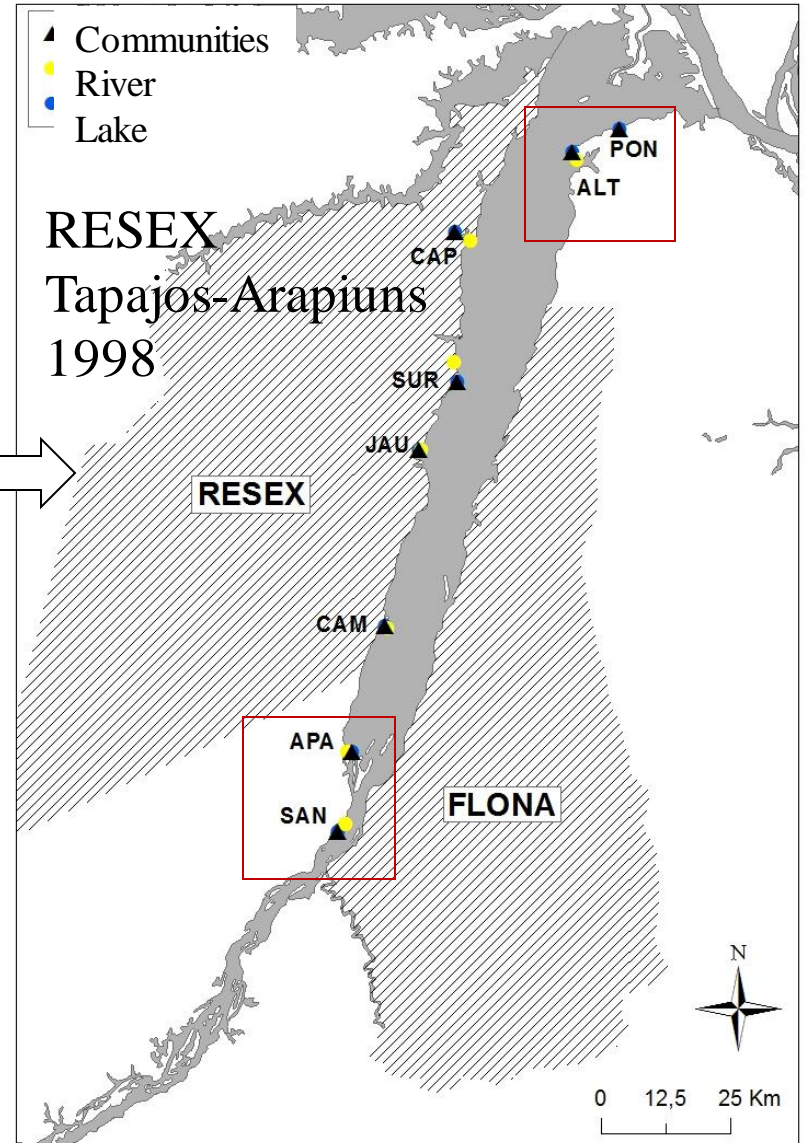 Communities
River
Lake
RESEX
Tapajos-Arapiuns
1998
PON
ALT
CAP
SUR
JAU
RESEX
CAM
APA
SAN
FLONA
N
0 12,5 25 Km